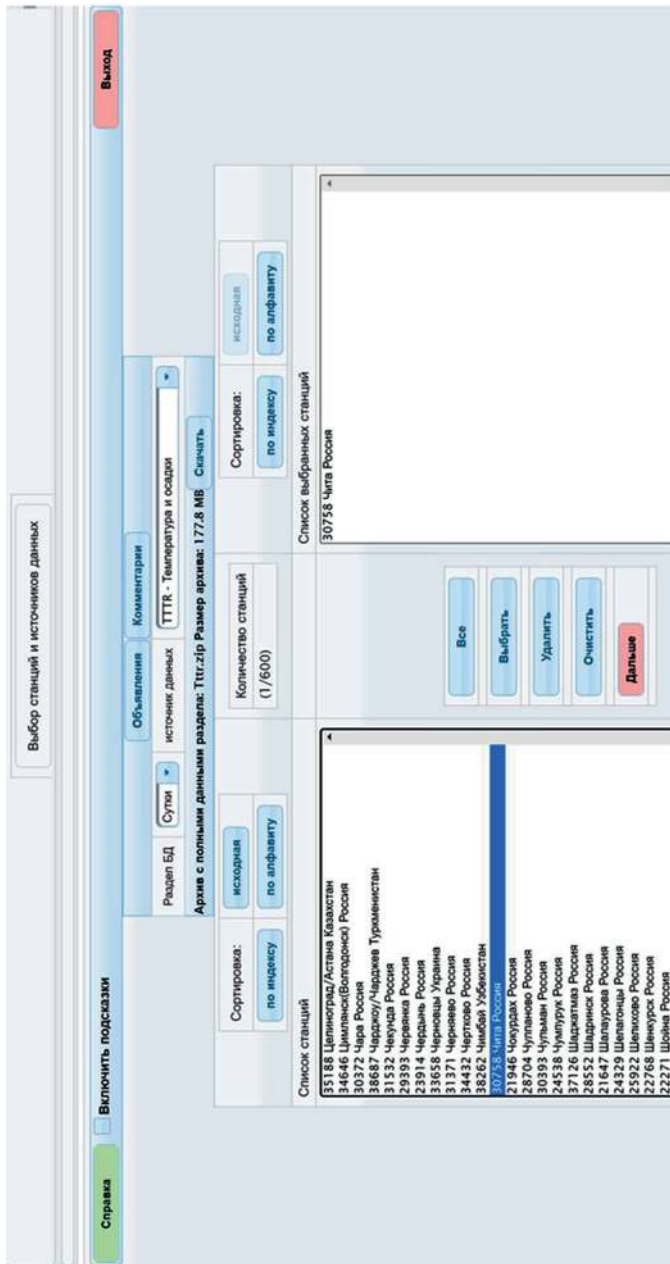 Выбор станций и источников данных
Справка
Включить подсказки
Выход
Объявления Комментарии
Раздел БД Сутки источник данных TTTR - Температура и осадки
Архив с полными данными раздела: Tttr.zip Размер архива: 177.8 MB Скачать
Сортировка: исходная
по индексу по алфавиту
Количество станций
(1/600)
Сортировка: исходная
по индексу по алфавиту
Список станций
35188 Целиноград/Астана Казахстан
34646 Цимлянск(Волгодонск) Россия
30372 Чара Россия
38687 Чарджоу/Чарджев Туркменистан
31532 Чекунда Россия
29393 Червянка Россия
23914 Чердынь Россия
33658 Черновцы Украина
31371 Черняево Россия
34432 Чертково Россия
38262 Чимбай Узбекистан
30758 Чита Россия
21946 Чокурдах Россия
28704 Чулпаново Россия
30393 Чульман Россия
24538 Чумпурук Россия
37126 Шаджатмаз Россия
28552 Шадринск Россия
21647 Шалаурова Россия
24329 Шелагонцы Россия
25922 Шелихово Россия
22768 Шенкурск Россия
22271 Шойна Россия
Все
Выбрать
Удалить
Очистить
Дальше
Список выбранных станций
30758 Чита Россия